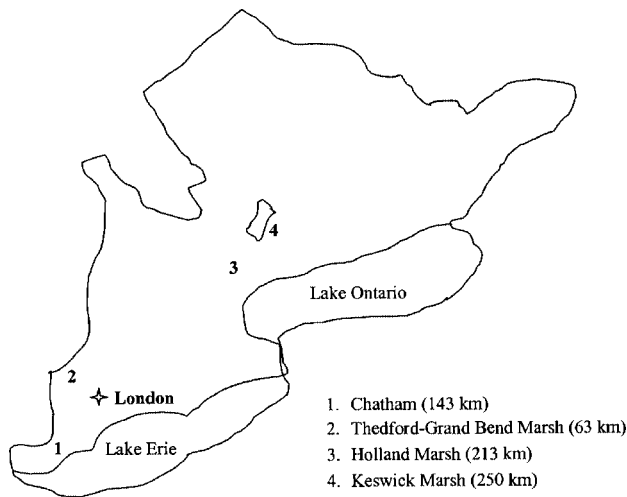 4
3
Lake Ontario
2
London
1
Lake Erie
1. Chatham (143 km)
2. Thedford-Grand Bend Marsh (63 km)
3. Holland Marsh (213 km)
4. Keswick Marsh (250 km)